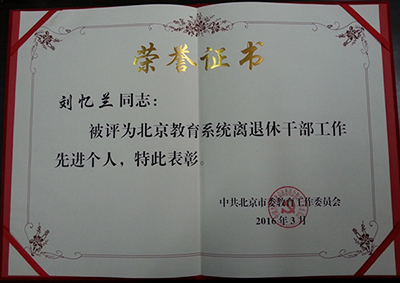 荣誉证书
刘忆兰同志：
被评为北京教育系统离退休干部工作
先进个人，特此表彰。
中共北京市委教育工作委员会
2016年3月